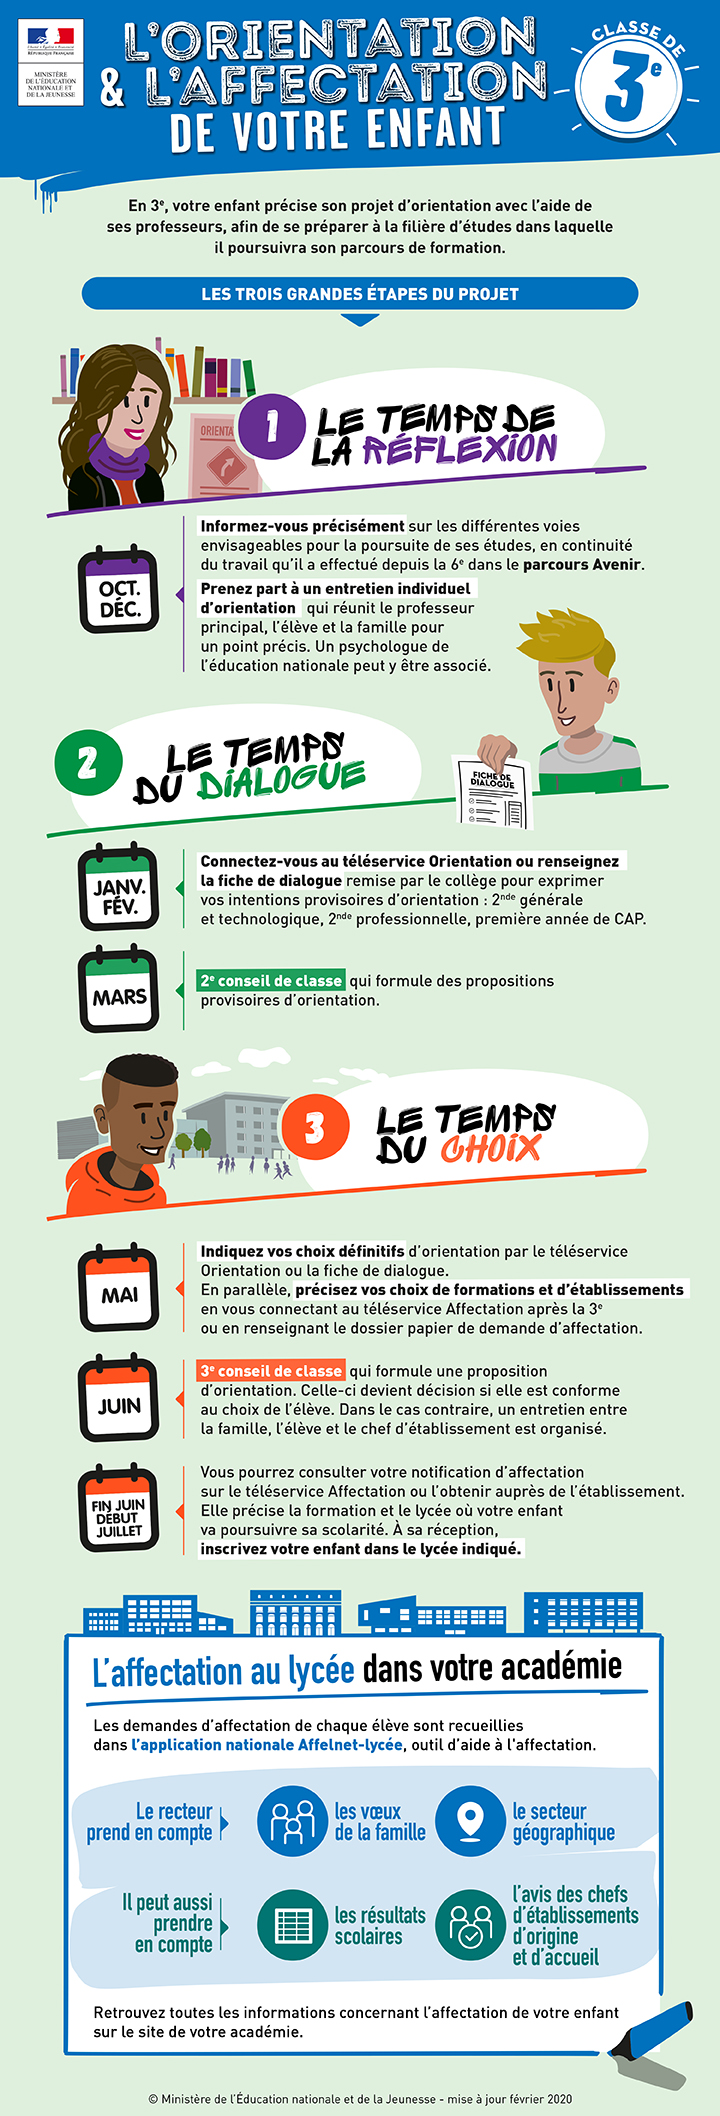 Liberté • Égalité • Fraternité
RÉPUBLIQUE FRANÇAISE
MINISTÈRE
DE L'ÉDUCATION
NATIONALE ET
DE LA JEUNESSE
L'ORIENTATION
& L'AFFECTATION
DE VOTRE ENFANT
CLASSE DE
3e
En 3e, votre enfant précise son projet d'orientation avec l'aide de
ses professeurs, afin de se préparer à la filière d'études dans laquelle
il poursuivra son parcours de formation.
LES TROIS GRANDES ÉTAPES DU PROJET
ORIENTA
1
LE TEMPS DE
LA RÉFLEXION
OCT.
DÉC.
Informez-vous précisément sur les différentes voies
envisageables pour la poursuite de ses études, en continuité
du travail qu'il a effectué depuis la 6e dans le parcours Avenir.
Prenez part à un entretien individuel
d'orientation qui réunit le professeur
principal, l'élève et la famille pour
un point précis. Un psychologue de
l'éducation nationale peut y être associé.
2
LE TEMPS
DU DIALOGUE
FICHE DE
DIALOGUE
JANV.
FÉV.
Connectez-vous au téléservice Orientation ou renseignez
la fiche de dialogue remise par le collège pour exprimer
vos intentions provisoires d'orientation : 2nde générale
et technologique, 2nde professionnelle, première année de CAP.
MARS
2e conseil de classe qui formule des propositions
provisoires d'orientation.
3
LE TEMPS
DU CHOIX
MAI
Indiquez vos choix définitifs d'orientation par le téléservice
Orientation ou la fiche de dialogue.
En parallèle, précisez vos choix de formations et d'établissements
en vous connectant au téléservice Affectation après la 3e
ou en renseignant le dossier papier de demande d'affectation.
JUIN
3e conseil de classe qui formule une proposition
d'orientation. Celle-ci devient décision si elle est conforme
au choix de l'élève. Dans le cas contraire, un entretien entre
la famille, l'élève et le chef d'établissement est organisé.
FIN JUIN
DÉBUT
JUILLET
Vous pourrez consulter votre notification d'affectation
sur le téléservice Affectation ou l'obtenir auprès de l'établissement.
Elle précise la formation et le lycée où votre enfant
va poursuivre sa scolarité. À sa réception,
inscrivez votre enfant dans le lycée indiqué.
L'affectation au lycée dans votre académie
Les demandes d'affectation de chaque élève sont recueillies
dans l'application nationale Affelnet-lycée, outil d'aide à l'affectation.
Le recteur
prend en compte
les vœux
de la famille
le secteur
géographique
Il peut aussi
prendre
en compte
les résultats
scolaires
l'avis des chefs
d'établissements
d'origine
et d'accueil
Retrouvez toutes les informations concernant l'affectation de votre enfant
sur le site de votre académie.
© Ministère de l'Éducation nationale et de la Jeunesse - mise à jour février 2020